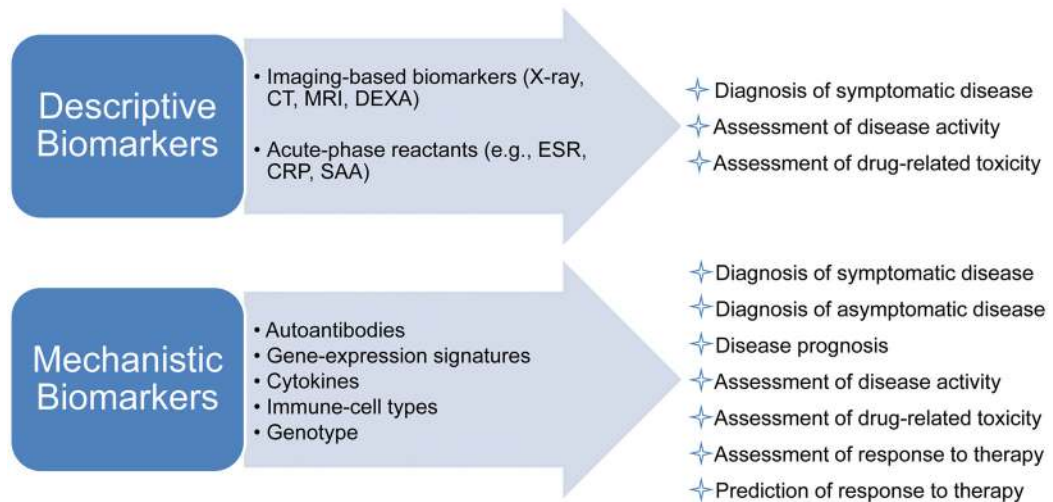 Descriptive
Biomarkers
• Imaging-based biomarkers (X-ray,
CT, MRI, DEXA)
• Acute-phase reactants (e.g., ESR,
CRP, SAA)
Diagnosis of symptomatic disease
Assessment of disease activity
Assessment of drug-related toxicity
Mechanistic
Biomarkers
• Autoantibodies
• Gene-expression signatures
• Cytokines
• Immune-cell types
• Genotype
Diagnosis of symptomatic disease
Diagnosis of asymptomatic disease
Disease prognosis
Assessment of disease activity
Assessment of drug-related toxicity
Assessment of response to therapy
Prediction of response to therapy